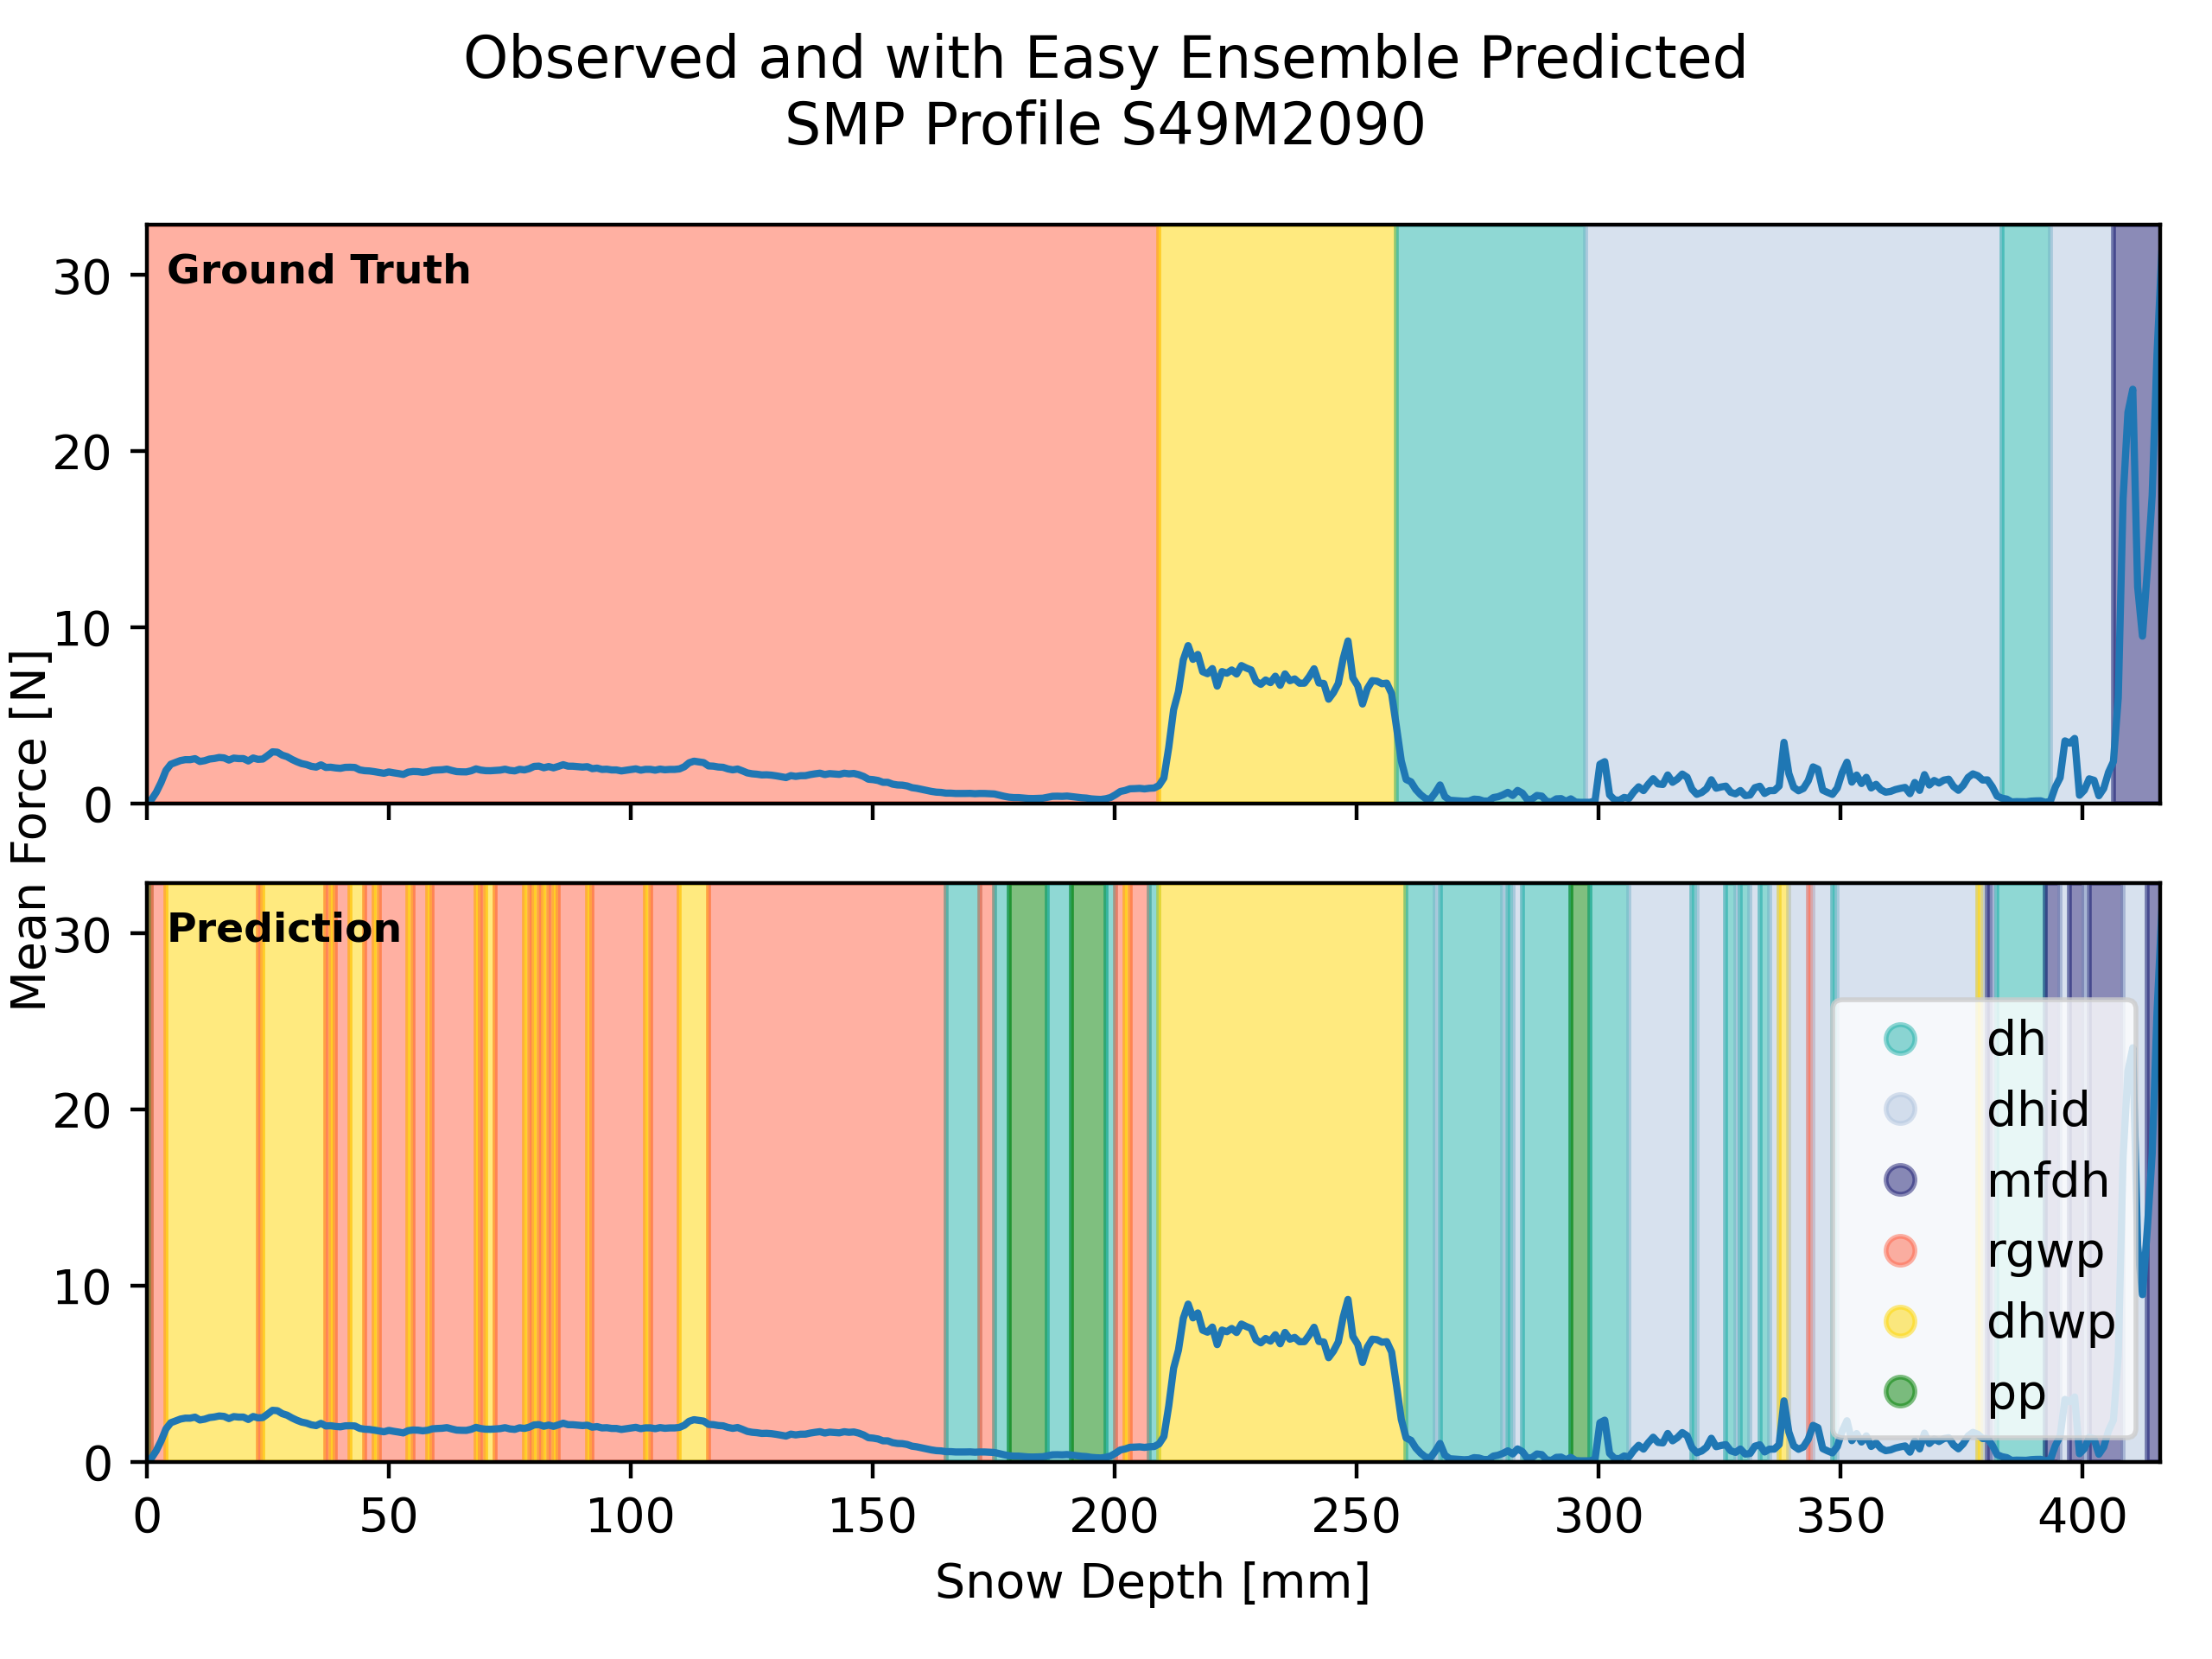 Observed and with Easy Ensemble Predicted
SMP Profile S49M2090
Mean Force [N]
Ground Truth
30
20
10
0
Prediction
30
20
10
0
dh
dhid
mfdh
rgwp
dhwp
pp
0 50 100 150 200 250 300 350 400
Snow Depth [mm]